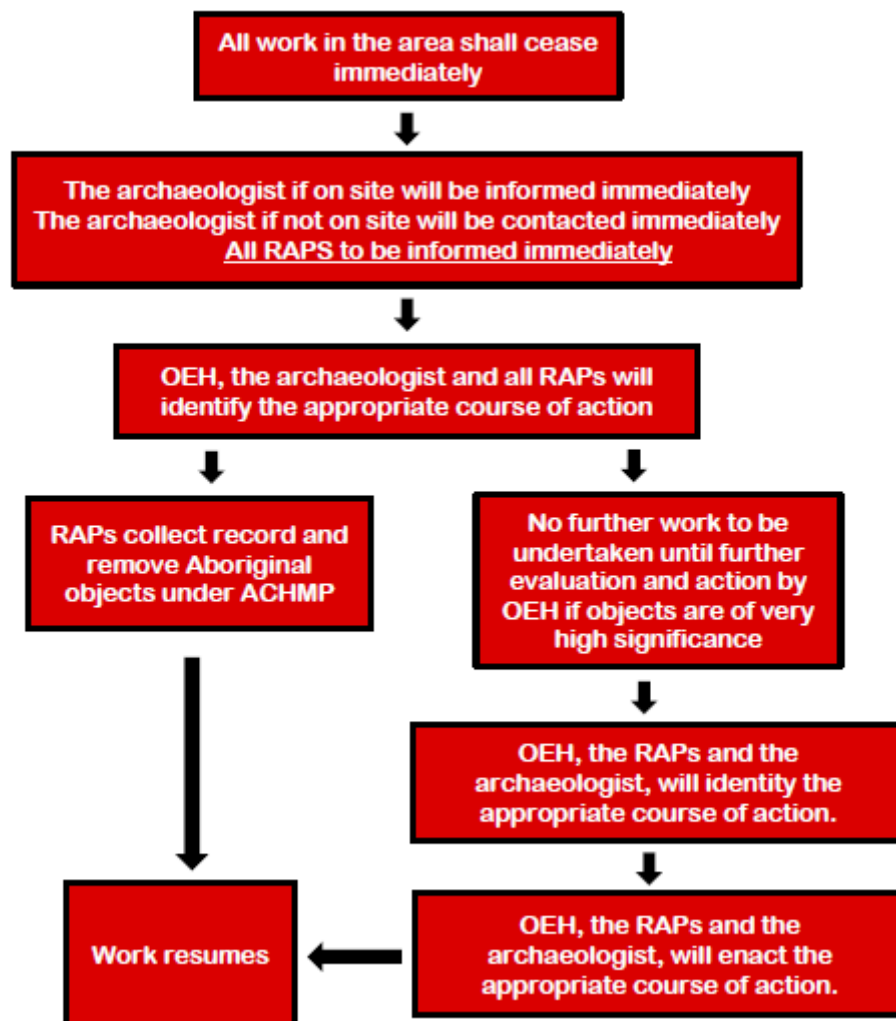 All work in the area shall cease
immediately
The archaeologist if on site will be informed immediately
The archaeologist if not on site will be contacted immediately
All RAPS to be informed immediately
OEH, the archaeologist and all RAPs will
identify the appropriate course of action
RAPs collect record and
remove Aboriginal
objects under ACHMP
No further work to be
undertaken until further
evaluation and action by
OEH if objects are of very
high significance
OEH, the RAPs and the
archaeologist, will identity the
appropriate course of action.
OEH, the RAPs and the
archaeologist, will enact the
appropriate course of action.
Work resumes